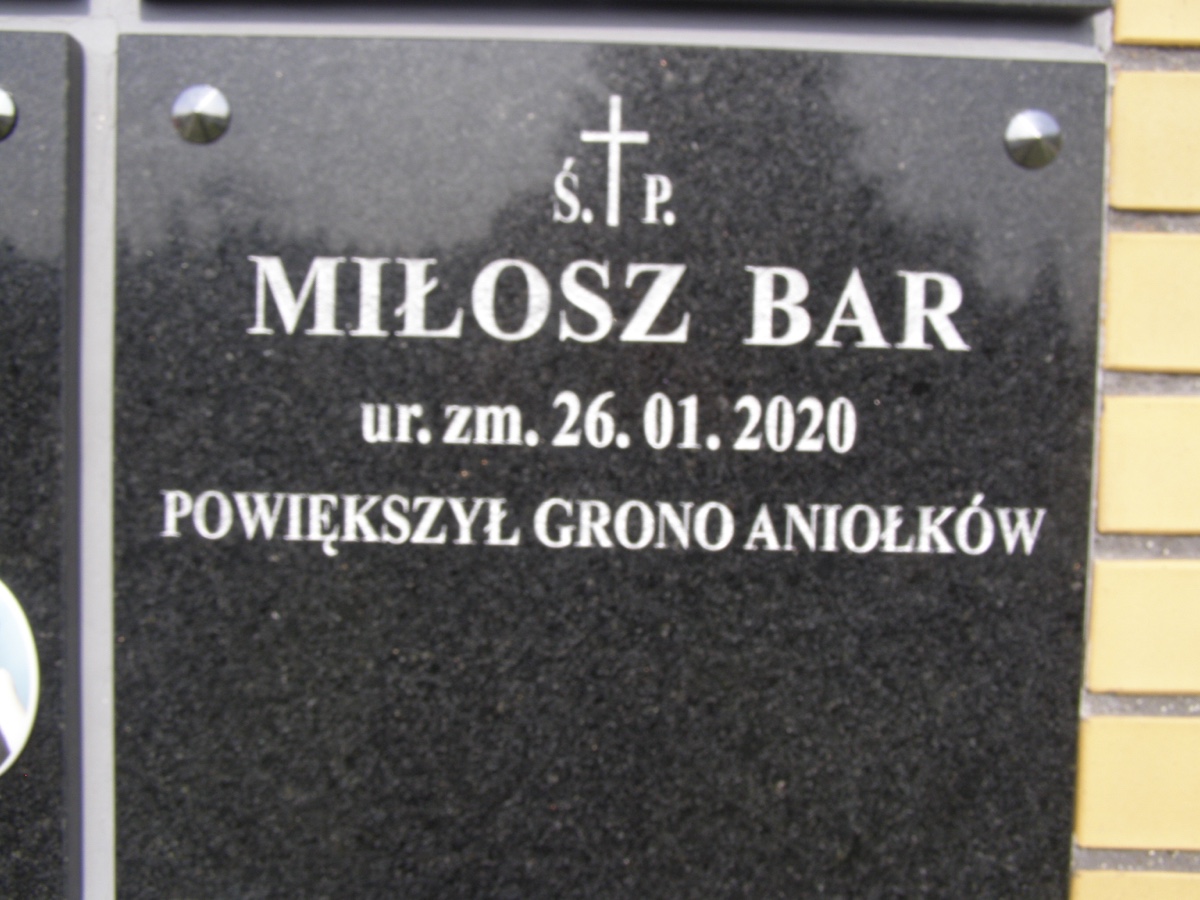 Ś. P.
MIŁOSZ BAR
ur. zm. 26. 01. 2020
POWIĘKSZYŁ GRONO ANIOŁKÓW